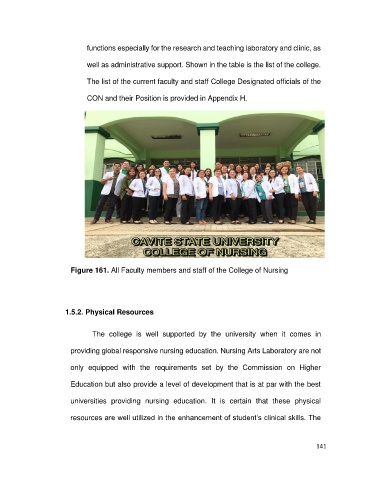 functions especially for the research and teaching laboratory and clinic, as
well as administrative support. Shown in the table is the list of the college.
The list of the current faculty and staff College Designated officials of the
CON and their Position is provided in Appendix H.
CAVITE STATE UNIVERSITY
COLLEGE OF NURSING
Figure 161. All Faculty members and staff of the College of Nursing
1.5.2. Physical Resources
The college is well supported by the university when it comes in
providing global responsive nursing education. Nursing Arts Laboratory are not
only equipped with the requirements set by the Commission on Higher
Education but also provide a level of development that is at par with the best
universities providing nursing education. It is certain that these physical
resources are well utilized in the enhancement of student's clinical skills. The
141